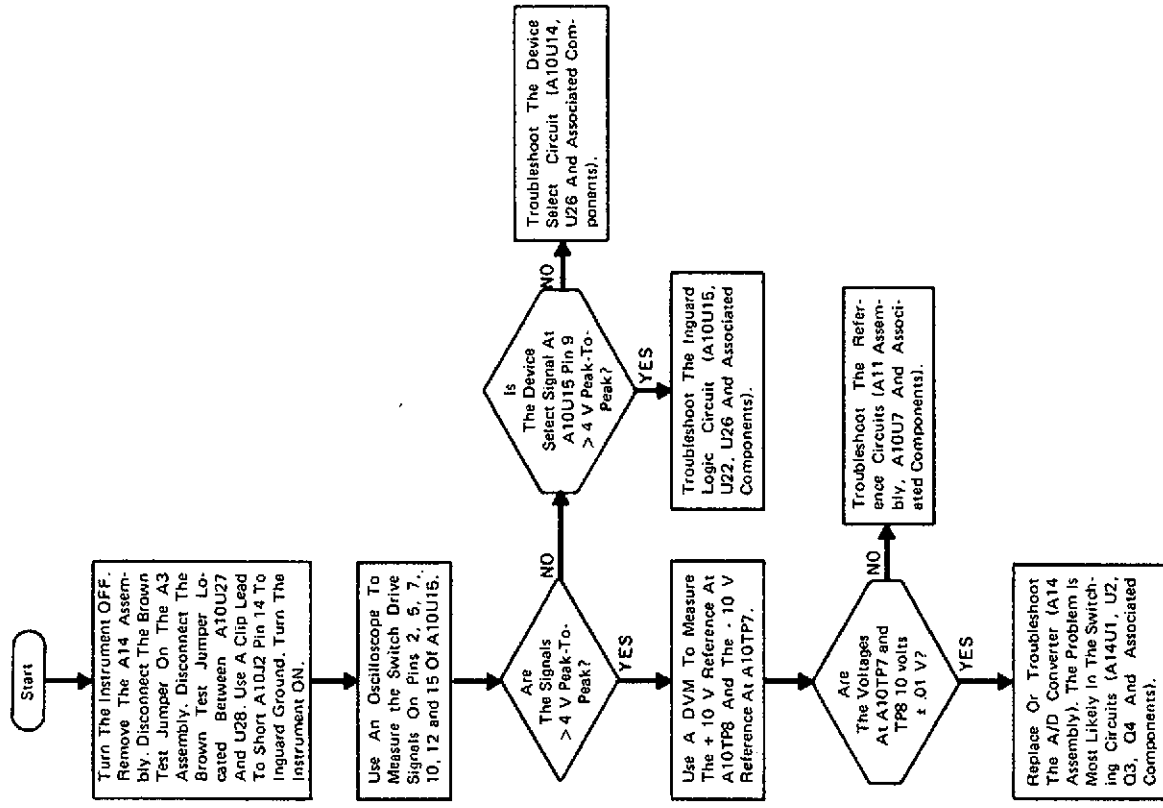 Start
Turn The Instrument OFF.
Remove The A14 Assem-
bly. Disconnect The Brown
Test Jumper On The A3
Assembly. Disconnect The
Brown Test Jumper Lo-
cated Between A10U27
And U28. Use A Clip Lead
To Short A10J2 Pin 14 To
Inguard Ground. Turn The
Instrument ON.
Use An Oscilloscope To
Measure the Switch Drive
Signals On Pins 2, 5, 7,
10, 12 and 15 Of A10U15.
Are
The Signals
> 4 V Peak-To-
Peak?
NO
YES
Is
The Device
Select Signal At
A10U15 Pin 9
> 4 V Peak-To-
Peak?
NO
YES
Troubleshoot The Device
Select Circuit (A10U14,
U26 And Associated Com-
ponents).
Troubleshoot The Inguard
Logic Circuit (A10U15,
U22, U26 And Associated
Components).
Use A DVM To Measure
The + 10 V Reference At
A10TP8 And The - 10 V
Reference At A10TP7.
Are
The Voltages
At A10TP7 and
TP8 10 volts
± .01 V?
NO
YES
Troubleshoot The Refer-
ence Circuits (A11 Assem-
bly, A10U7 And Associ-
ated Components).
Replace Or Troubleshoot
The A/D Converter (A14
Assembly). The Problem Is
Most Likely In The Switch-
ing Circuits (A14U1, U2,
Q3, Q4 And Associated
Components).